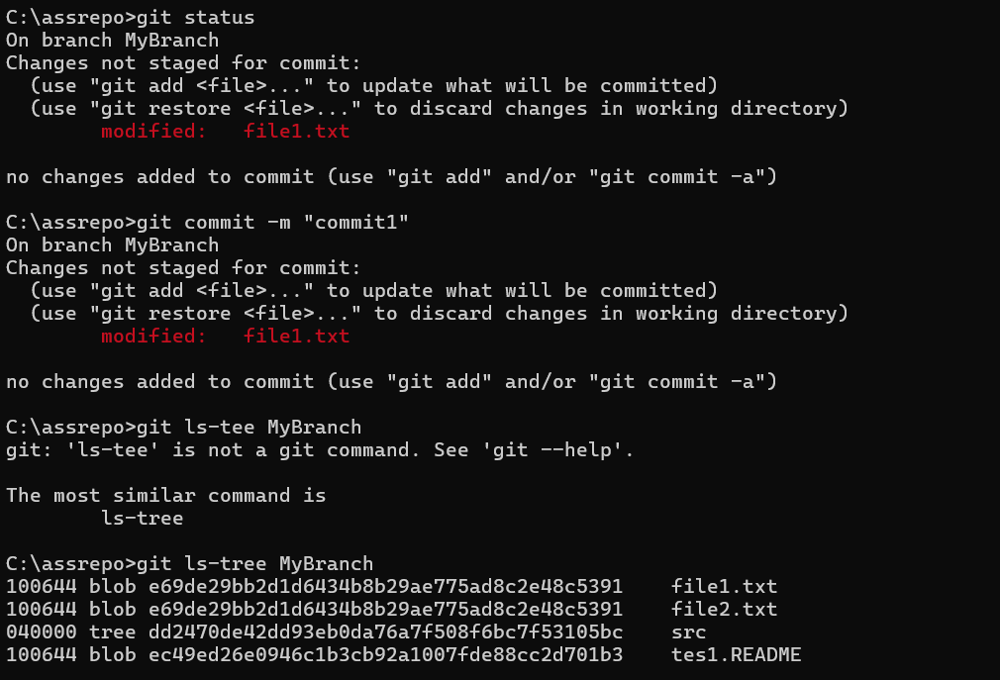 C:\assrepo>git status
On branch MyBranch
Changes not staged for commit:
  (use "git add <file>..." to update what will be committed)
  (use "git restore <file>..." to discard changes in working directory)
        modified:   file1.txt

no changes added to commit (use "git add" and/or "git commit -a")

C:\assrepo>git commit -m "commit1"
On branch MyBranch
Changes not staged for commit:
  (use "git add <file>..." to update what will be committed)
  (use "git restore <file>..." to discard changes in working directory)
        modified:   file1.txt

no changes added to commit (use "git add" and/or "git commit -a")

C:\assrepo>git ls-tee MyBranch
git: 'ls-tee' is not a git command. See 'git --help'.

The most similar command is
        ls-tree

C:\assrepo>git ls-tree MyBranch
100644 blob e69de29bb2d1d6434b8b29ae775ad8c2e48c5391    file1.txt
100644 blob e69de29bb2d1d6434b8b29ae775ad8c2e48c5391    file2.txt
040000 tree dd2470de42dd93eb0da76a7f508f6bc7f53105bc    src
100644 blob ec49ed26e0946c1b3cb92a1007fde88cc2d701b3    tes1.README